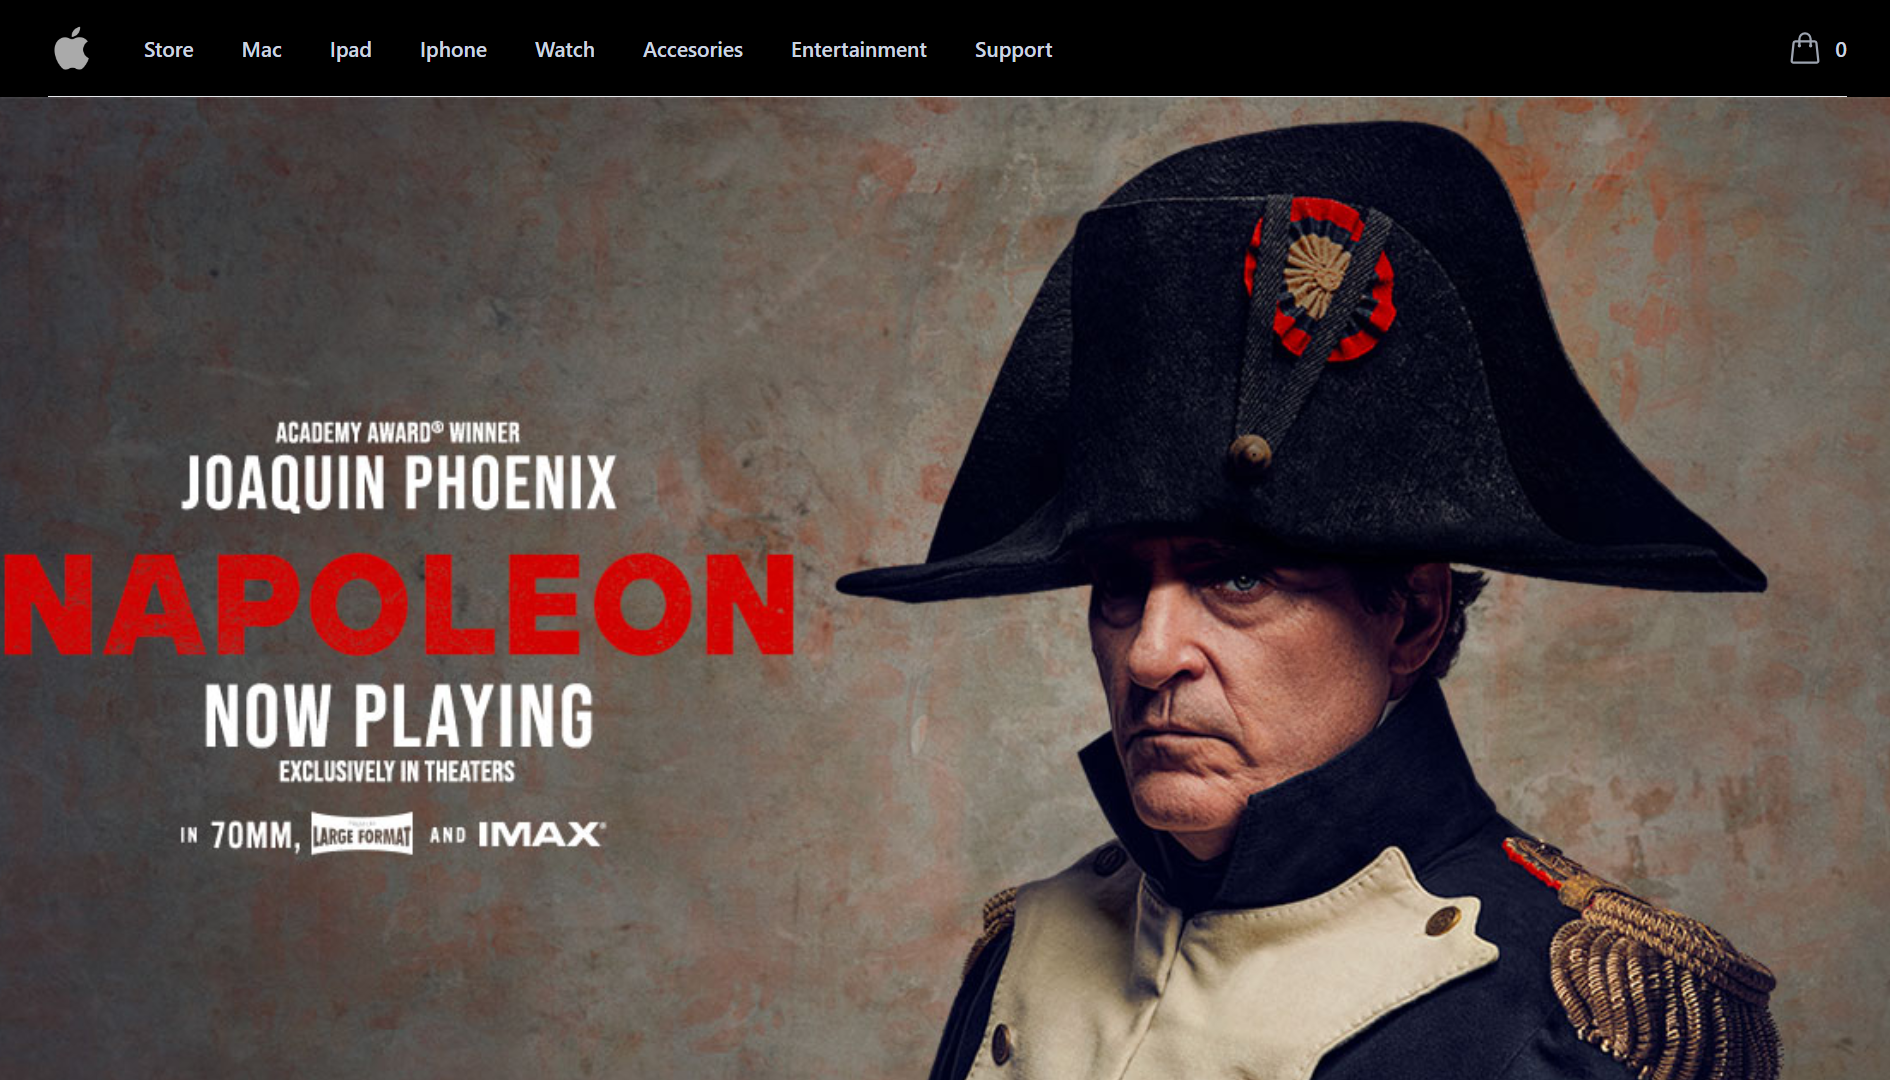 Store Mac Ipad Iphone Watch Accesories Entertainment Support 0
ACADEMY AWARD® WINNER
JOAQUIN PHOENIX
NAPOLEON
NOW PLAYING
EXCLUSIVELY IN THEATERS
IN 70MM, LARGE FORMAT AND IMAX®